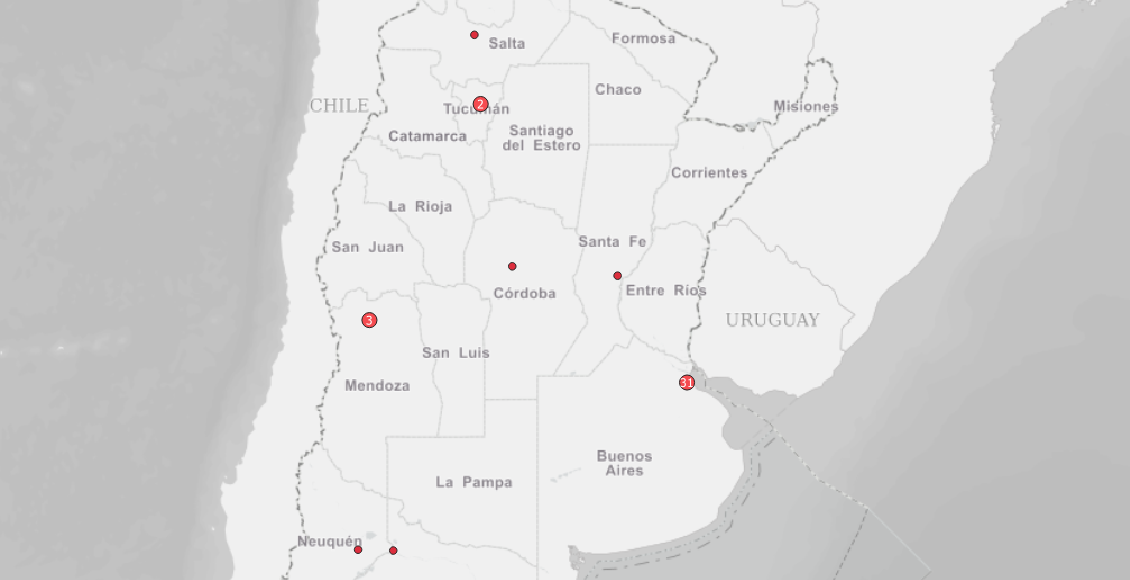 Formosa
Salta
Chaco
CHILE
2
Tucumán
Misiones
Catamarca
Santiago
del Estero
Corrientes
La Rioja
San Juan
Santa Fe
Entre Ríos
Córdoba
3
URUGUAY
San Luis
Mendoza
31
Buenos
Aires
La Pampa
Neuquén